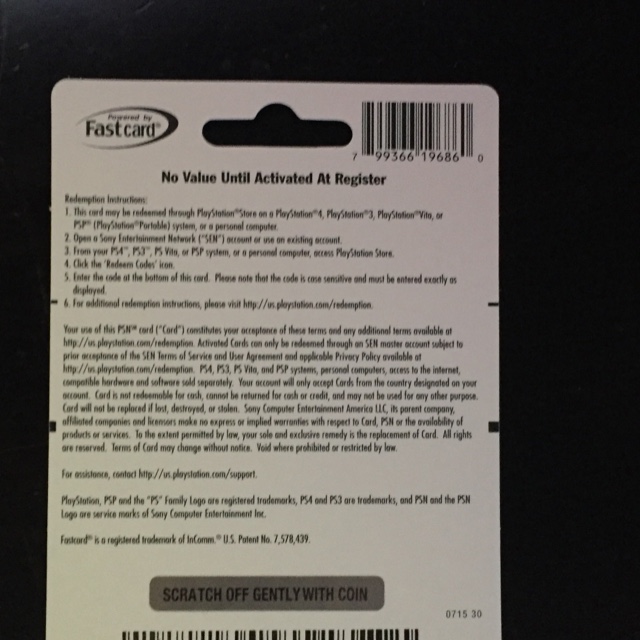 Powered by
Fastcard®
7 99366 19686 0
No Value Until Activated At Register
Redemption Instructions:
1. This card may be redeemed through PlayStation®Store on a PlayStation®4, PlayStation®3, PlayStation®Vita, or
PSP® (PlayStation®Portable) system, or a personal computer.
2. Open a Sony Entertainment Network ("SEN") account or use an existing account.
3. From your PS4™, PS3™, PS Vita, or PSP system, or a personal computer, access PlayStation Store.
4. Click the 'Redeem Codes' icon.
5. Enter the code at the bottom of this card. Please note that the code is case sensitive and must be entered exactly as
displayed.
6. For additional redemption instructions, please visit http://us.playstation.com/redemption.
Your use of this PSN℠ card ("Card") constitutes your acceptance of these terms and any additional terms available at
http://us.playstation.com/redemption. Activated Cards can only be redeemed through an SEN master account subject to
prior acceptance of the SEN Terms of Service and User Agreement and applicable Privacy Policy available at
http://us.playstation.com/redemption. PS4, PS3, PS Vita, and PSP systems, personal computers, access to the internet,
compatible hardware and software sold separately. Your account will only accept Cards from the country designated on your
account. Card is not redeemable for cash, cannot be returned for cash or credit, and may not be used for any other purpose.
Card will not be replaced if lost, destroyed, or stolen. Sony Computer Entertainment America LLC, its parent company,
affiliated companies and licensors make no express or implied warranties with respect to Card, PSN or the availability of
products or services. To the extent permitted by law, your sole and exclusive remedy is the replacement of Card. All rights
are reserved. Terms of Card may change without notice. Void where prohibited or restricted by law.
For assistance, contact http://us.playstation.com/support.
PlayStation, PSP and the "PS" Family Logo are registered trademarks, PS4 and PS3 are trademarks, and PSN and the PSN
Logo are service marks of Sony Computer Entertainment Inc.
Fastcard® is a registered trademark of InComm.® U.S. Patent No. 7,578,439.
SCRATCH OFF GENTLY WITH COIN
0715 30